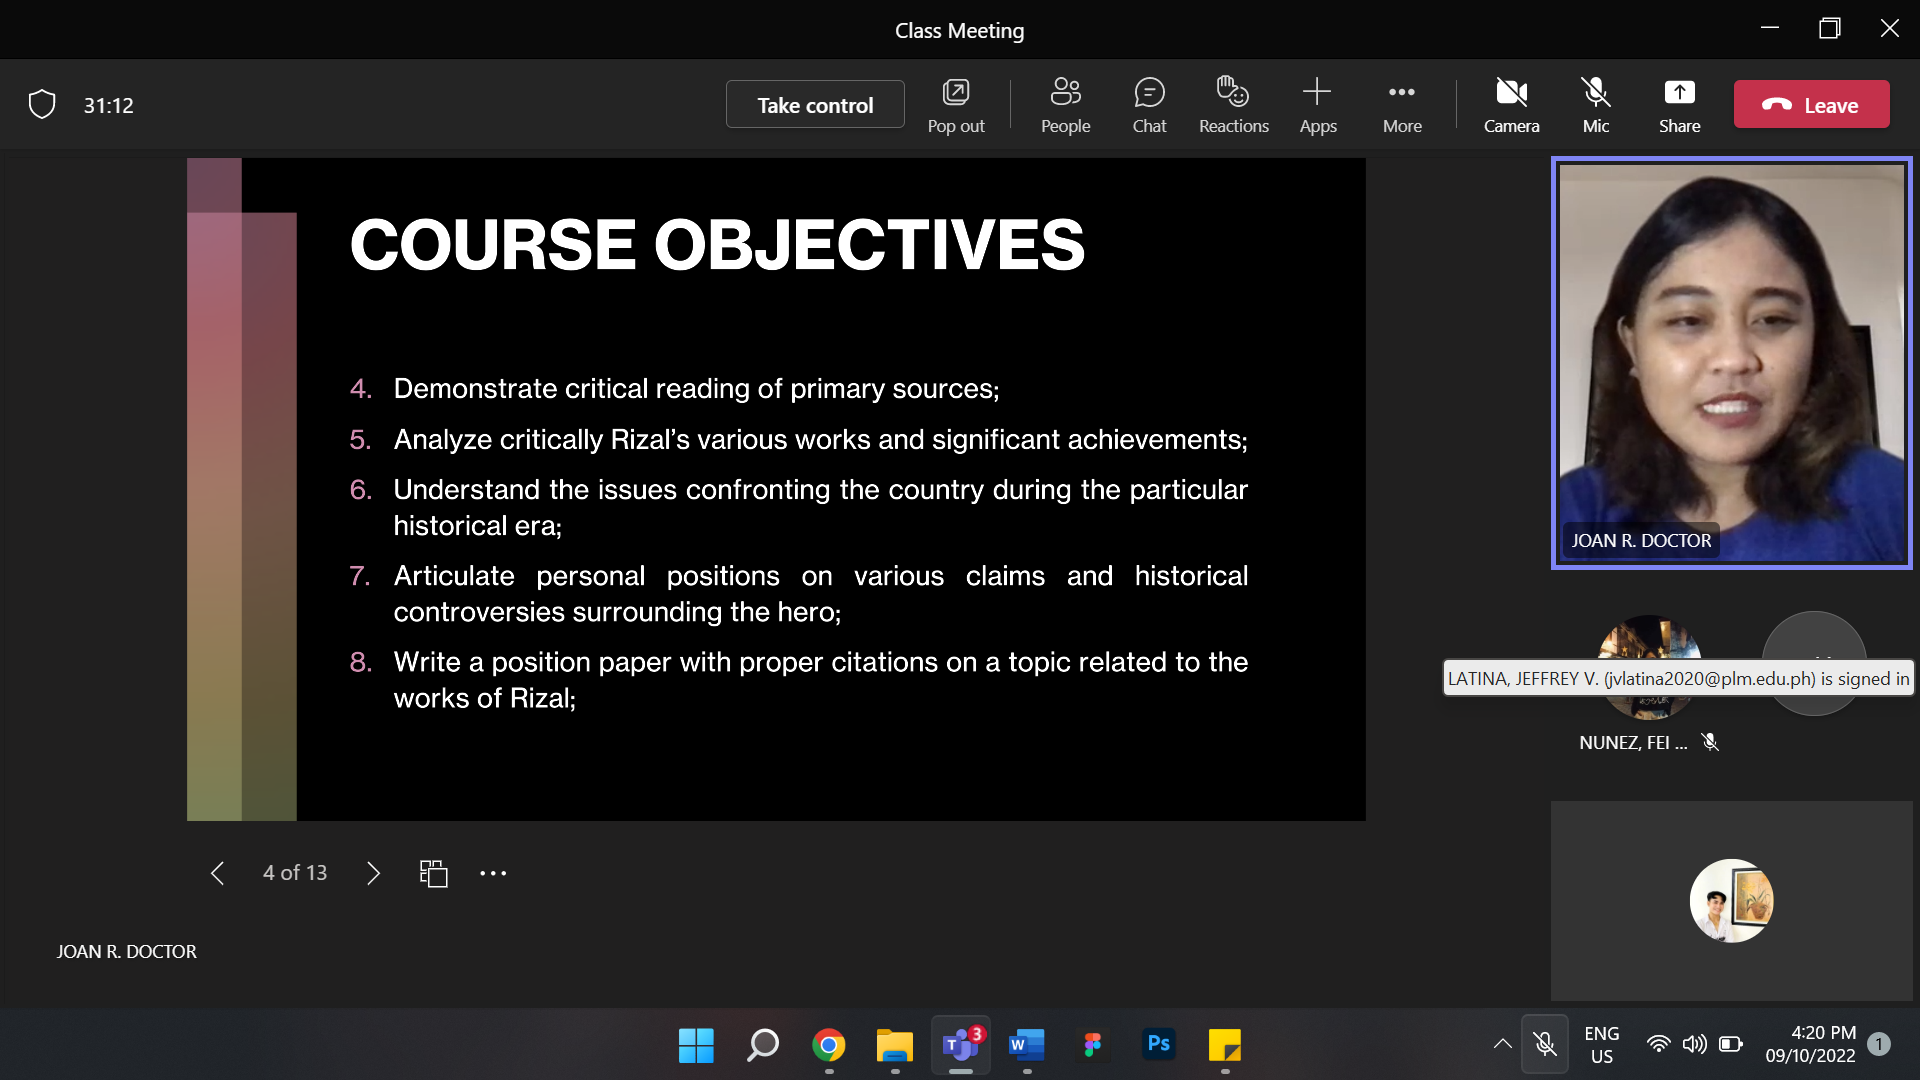 Class Meeting
31:12
Take control
Pop out
People
Chat
Reactions
Apps
More
Camera
Mic
Share
Leave
COURSE OBJECTIVES
4. Demonstrate critical reading of primary sources;
5. Analyze critically Rizal’s various works and significant achievements;
6. Understand the issues confronting the country during the particular
historical era;
7. Articulate personal positions on various claims and historical
controversies surrounding the hero;
8. Write a position paper with proper citations on a topic related to the
works of Rizal;
JOAN R. DOCTOR
LATINA, JEFFREY V. (jvlatina2020@plm.edu.ph) is signed in
NUNEZ, FEI ...
4 of 13
JOAN R. DOCTOR
T
3
W
Ps
ENG
US
4:20 PM
09/10/2022
1